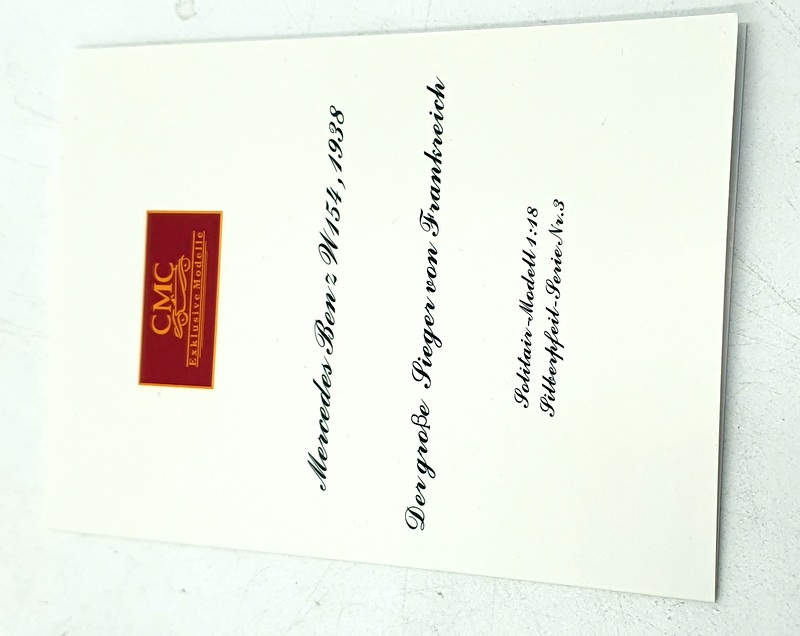 CMC
Exklusive Modelle
Mercedes Benz W154, 1938
Der große Sieger von Frankreich
Solitair-Modell 1:18
Silberpfeil-Serie Nr.3